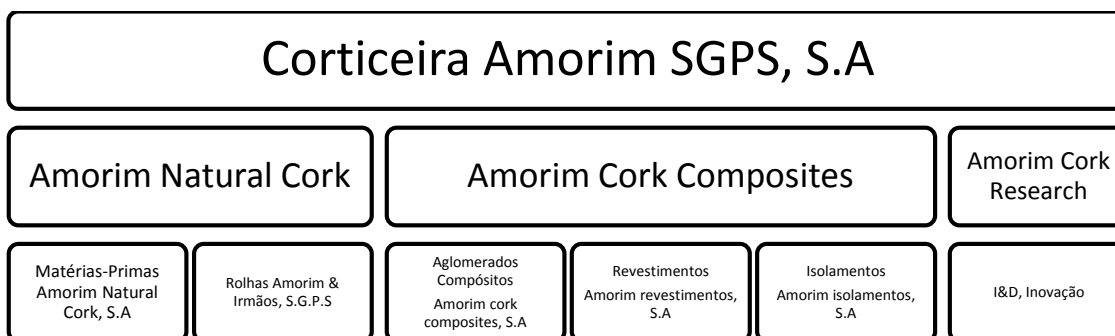 Corticeira Amorim SGPS, S.A
Amorim Natural Cork
Amorim Cork Composites
Amorim Cork
Research
Matérias-Primas
Amorim Natural
Cork, S.A
Rolhas Amorim &
Irmãos, S.G.P.S
Aglomerados
Compósitos
Amorim cork
composites, S.A
Revestimentos
Amorim revestimentos,
S.A
Isolamentos
Amorim isolamentos,
S.A
I&D, Inovação